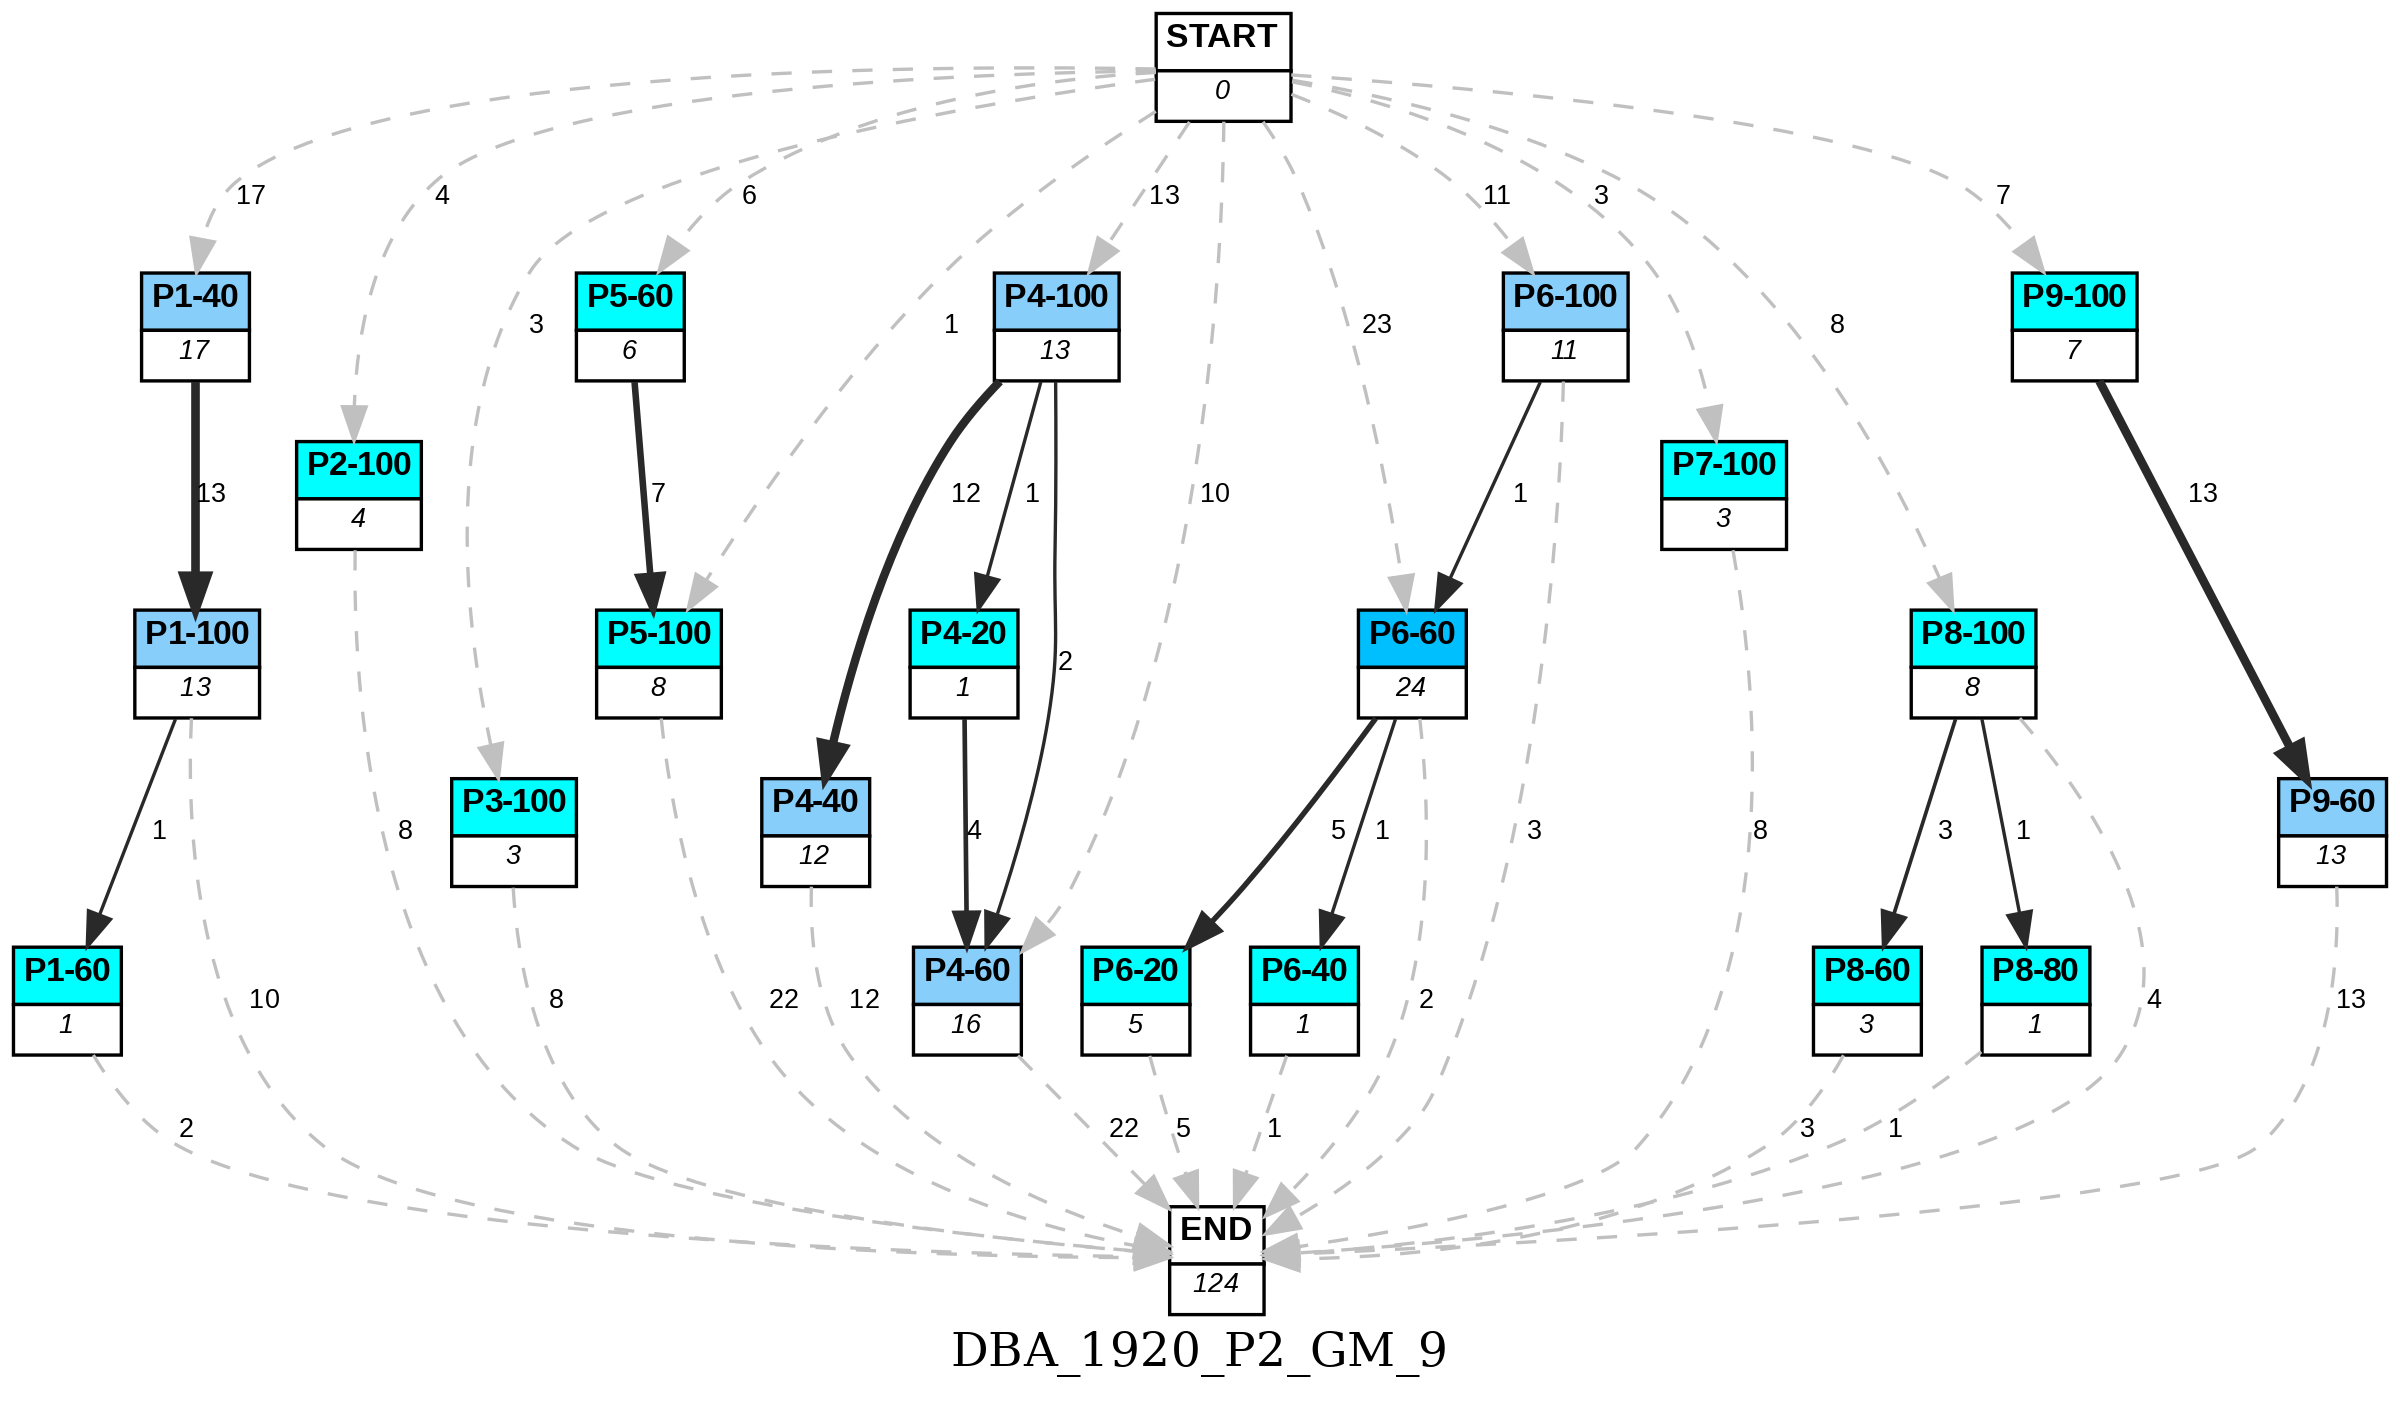 START
0
17
4
6
13
11
3
7
P1-40
17
P5-60
6
P4-100
13
P6-100
11
P9-100
7
3
1
23
8
P2-100
4
P7-100
3
13
7
12
1
10
1
13
P1-100
13
P5-100
8
P4-20
1
P6-60
24
P8-100
8
2
P3-100
3
P4-40
12
P9-60
13
1
8
4
5
1
3
8
3
1
P1-60
1
P4-60
16
P6-20
5
P6-40
1
P8-60
3
P8-80
1
10
8
22
12
2
4
13
2
22
5
1
3
1
END
124
DBA_1920_P2_GM_9